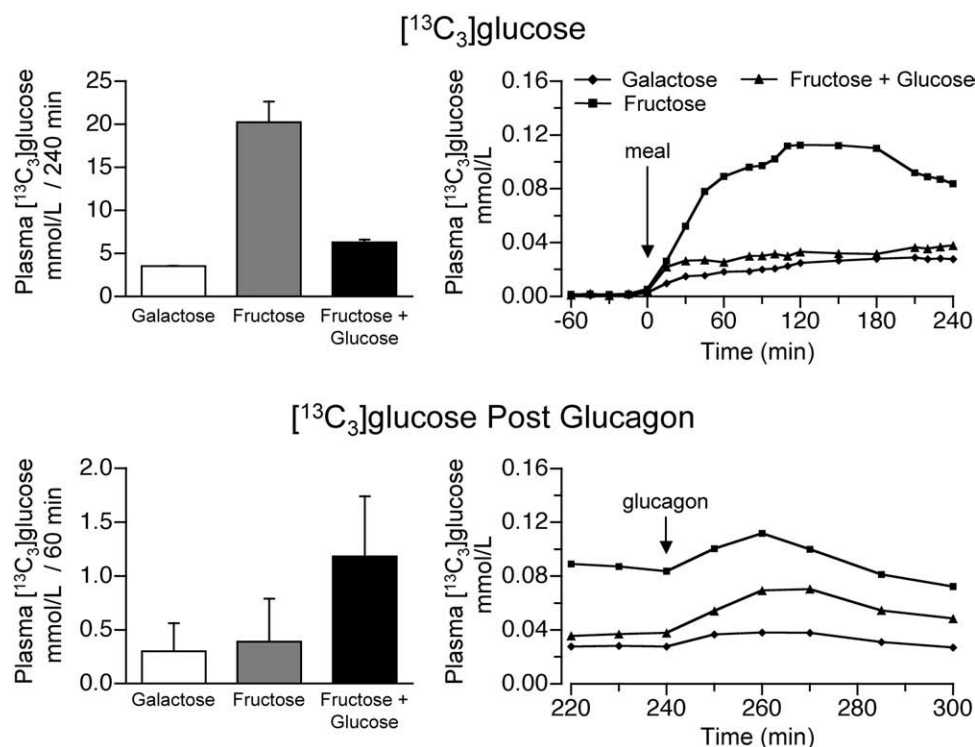 [¹³C₃]glucose
Plasma [¹³C₃]glucose
mmol/L / 240 min
25
20
15
10
5
0
Galactose
Fructose
Fructose +
Glucose
Plasma [¹³C₃]glucose
mmol/L
0.16
0.12
0.08
0.04
0.00
Galactose
Fructose
Fructose + Glucose
meal
-60
0
60
120
180
240
Time (min)
[¹³C₃]glucose Post Glucagon
Plasma [¹³C₃]glucose
mmol/L / 60 min
2.0
1.5
1.0
0.5
0.0
Galactose
Fructose
Fructose +
Glucose
Plasma [¹³C₃]glucose
mmol/L
0.16
0.12
0.08
0.04
0.00
glucagon
220
240
260
280
300
Time (min)